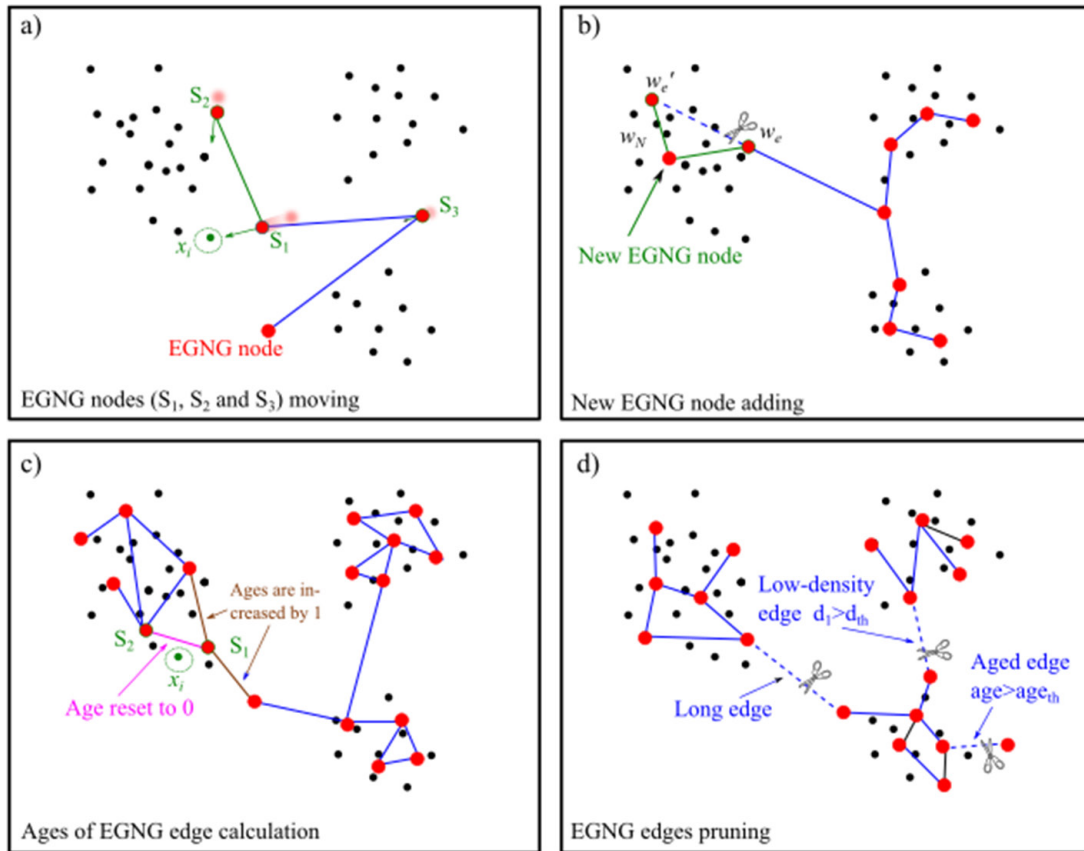 a)
S₂
S₃
S₁
xᵢ
EGNG node
EGNG nodes (S₁, S₂ and S₃) moving
b)
wₑ'
w_N
wₑ
New EGNG node
New EGNG node adding
c)
Ages are in-
creased by 1
S₂
S₁
xᵢ
Age reset to 0
Ages of EGNG edge calculation
d)
Low-density
edge d₁>dₜₕ
Aged edge
age>ageₜₕ
Long edge
EGNG edges pruning